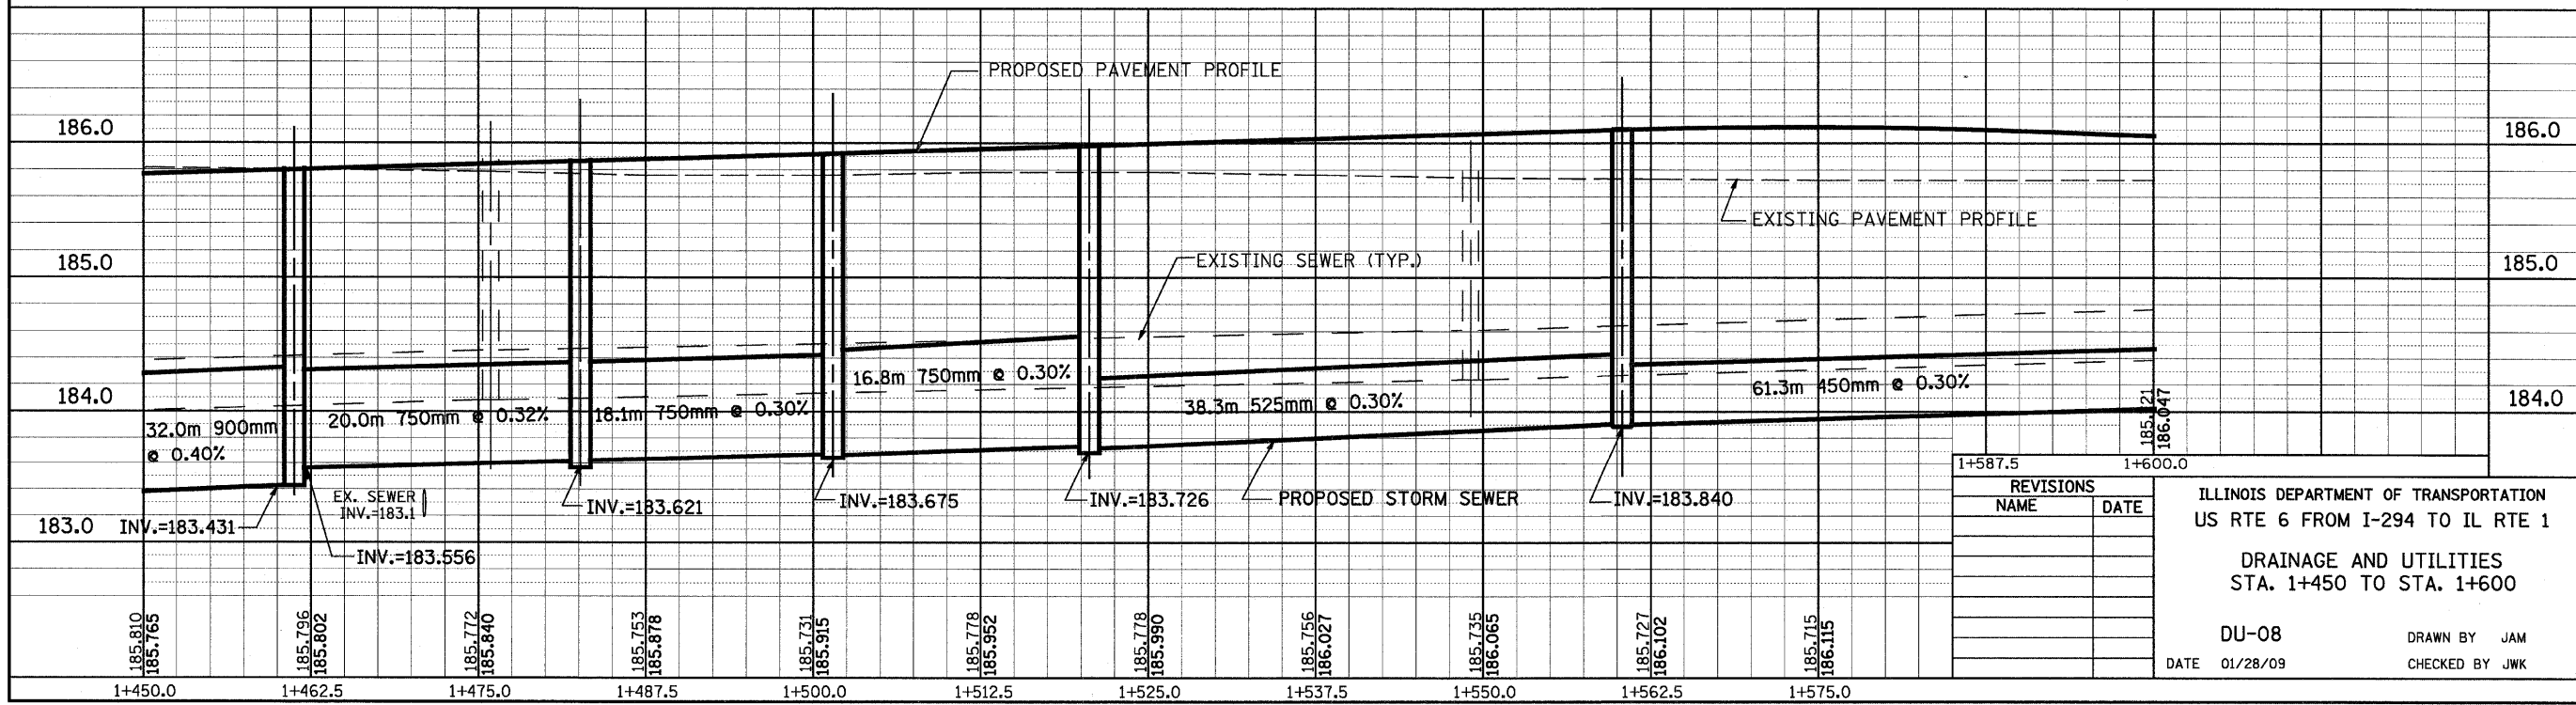 PROPOSED PAVEMENT PROFILE
186.0
186.0
EXISTING PAVEMENT PROFILE
185.0
EXISTING SEWER (TYP.)
185.0
184.0
184.0
32.0m 900mm
@ 0.40%
20.0m 750mm @ 0.32%
18.1m 750mm @ 0.30%
16.8m 750mm @ 0.30%
38.3m 525mm @ 0.30%
61.3m 450mm @ 0.30%
EX. SEWER
INV.=183.1
183.0
INV.=183.431
INV.=183.556
INV.=183.621
INV.=183.675
INV.=183.726
PROPOSED STORM SEWER
INV.=183.840
185.810
185.765
185.796
185.802
185.772
185.840
185.753
185.878
185.731
185.915
185.778
185.952
185.778
185.990
185.756
186.027
185.735
186.065
185.727
186.102
185.715
186.115
186.047
1+450.0
1+462.5
1+475.0
1+487.5
1+500.0
1+512.5
1+525.0
1+537.5
1+550.0
1+562.5
1+575.0
1+587.5
1+600.0
REVISIONS
NAME DATE
ILLINOIS DEPARTMENT OF TRANSPORTATION
US RTE 6 FROM I-294 TO IL RTE 1
DRAINAGE AND UTILITIES
STA. 1+450 TO STA. 1+600
DU-08
DRAWN BY JAM
DATE 01/28/09
CHECKED BY JWK